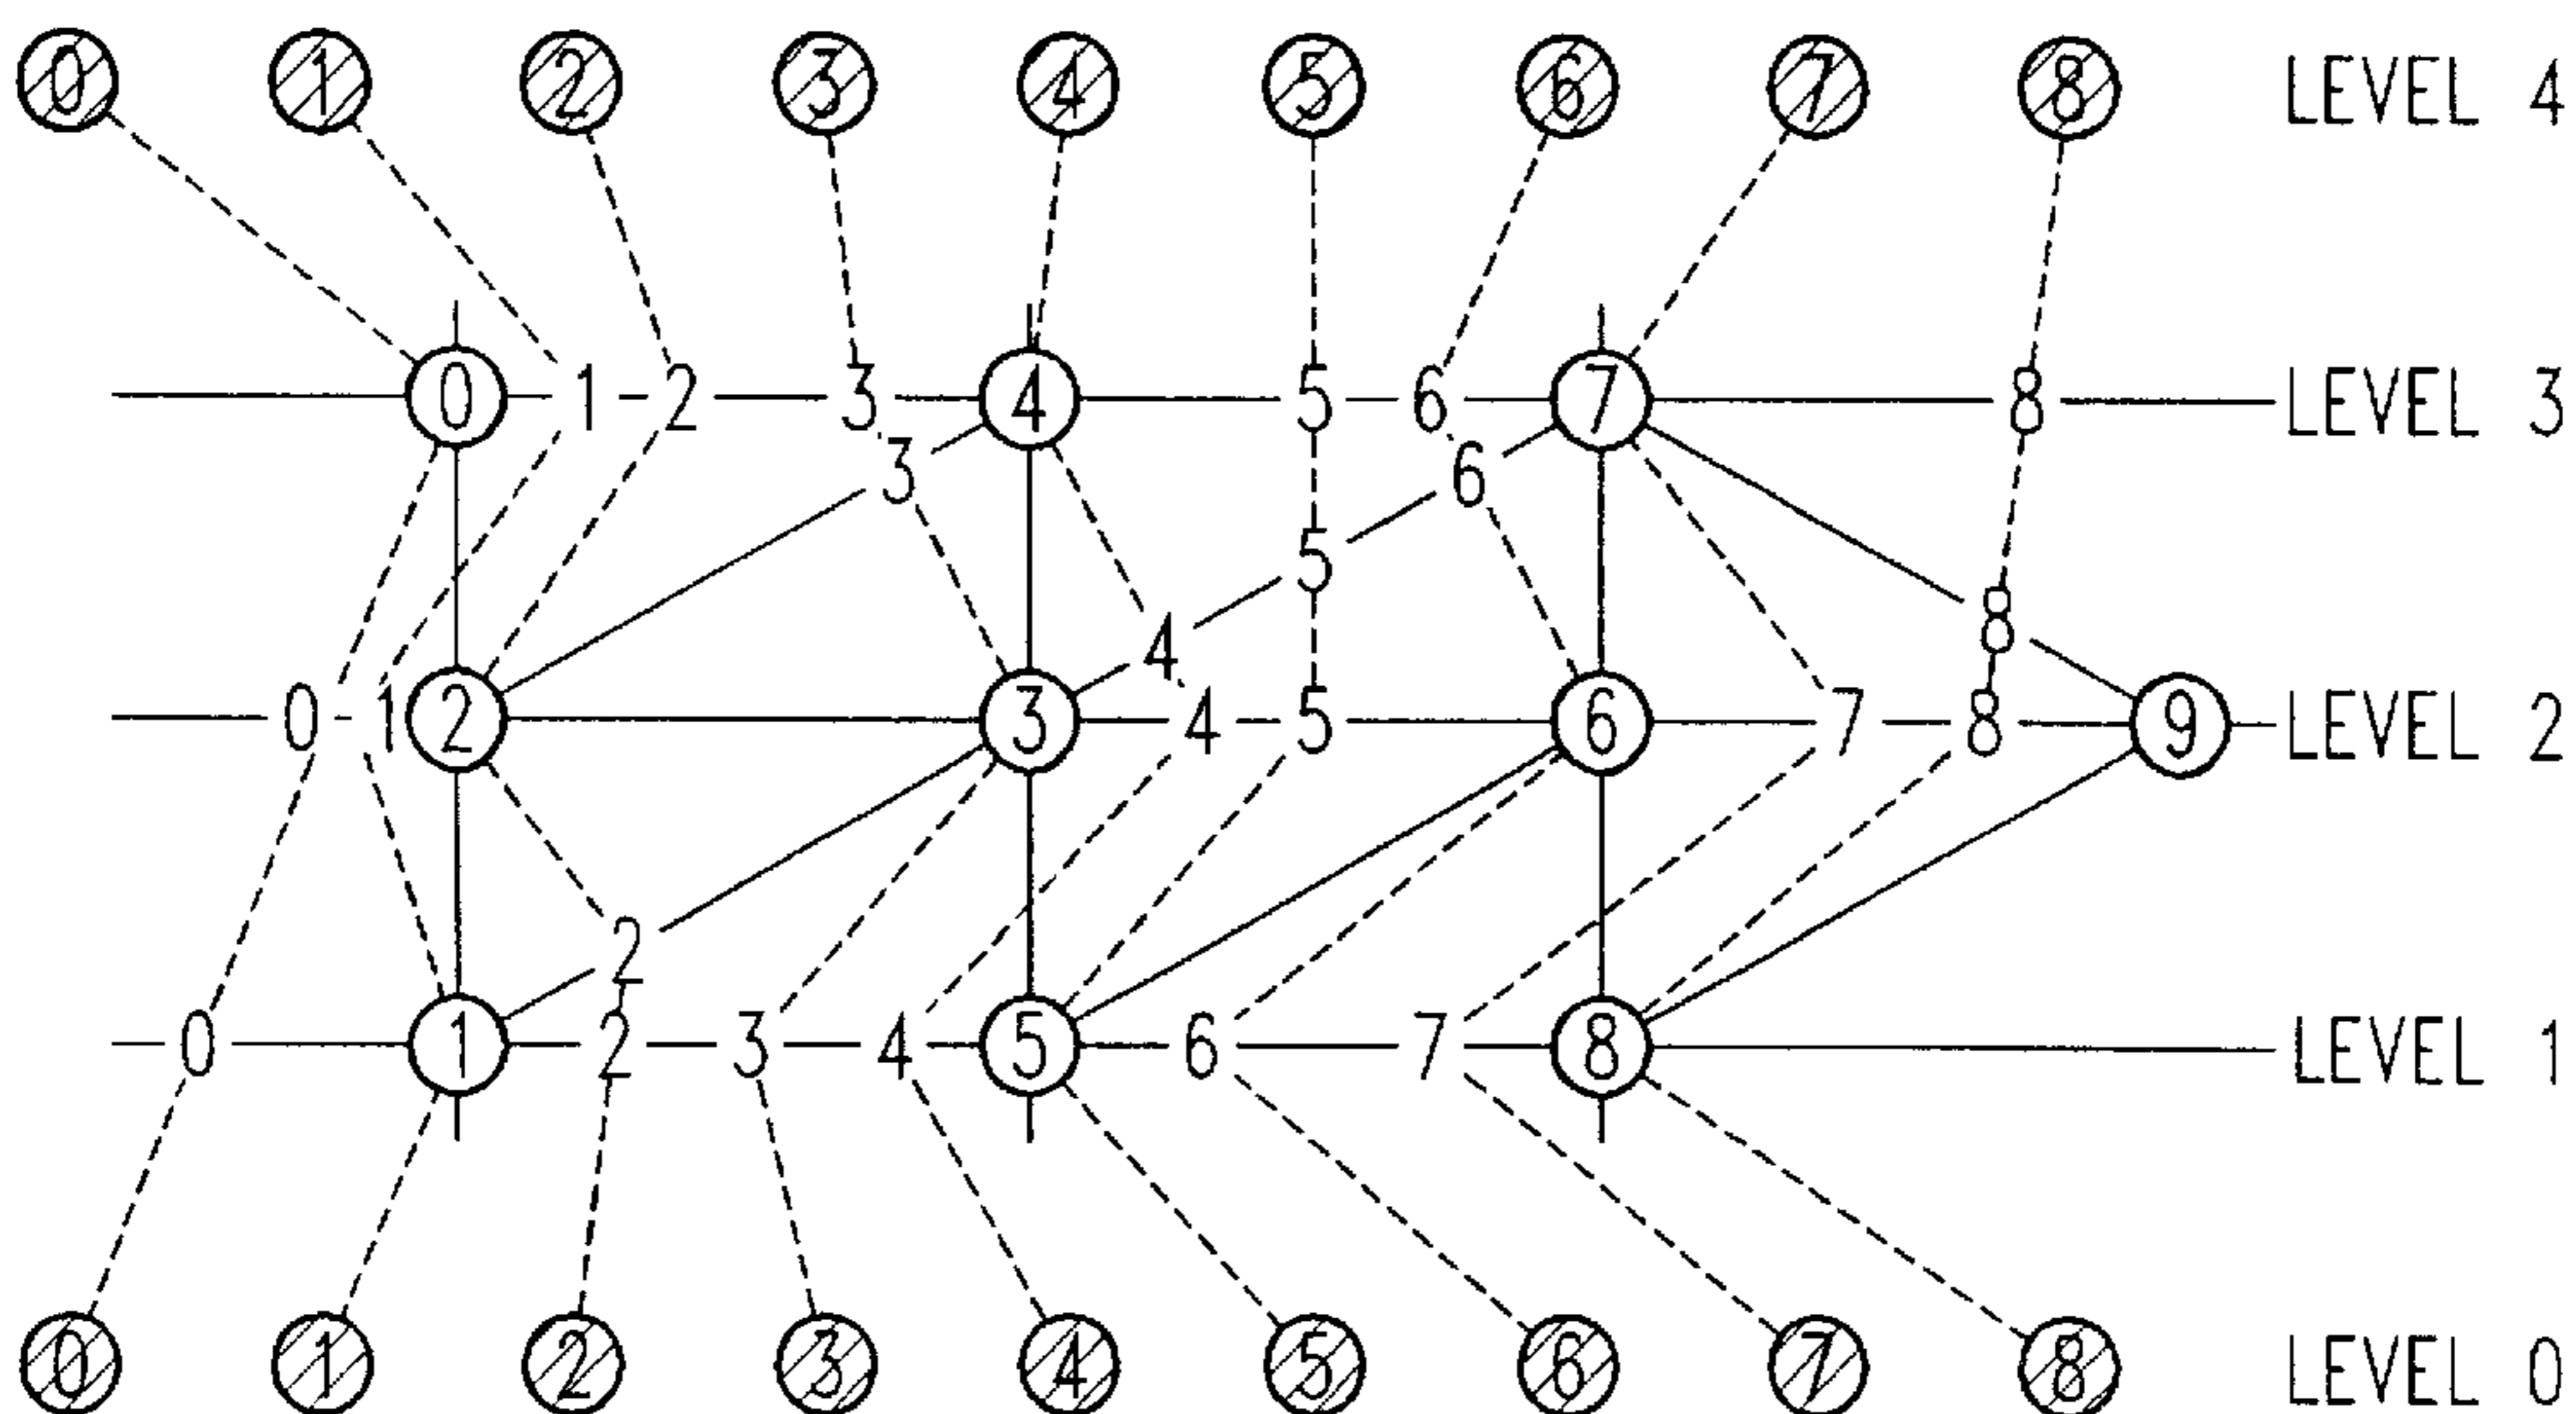 0 1 2 3 4 5 6 7 8 LEVEL 4
0 1 2 3 4 5 6 7 8 LEVEL 3
3 6
5
8
4
0 1 2 3 4 5 6 7 8 9 LEVEL 2
2
0 1 2 3 4 5 6 7 8 LEVEL 1
0 1 2 3 4 5 6 7 8 LEVEL 0